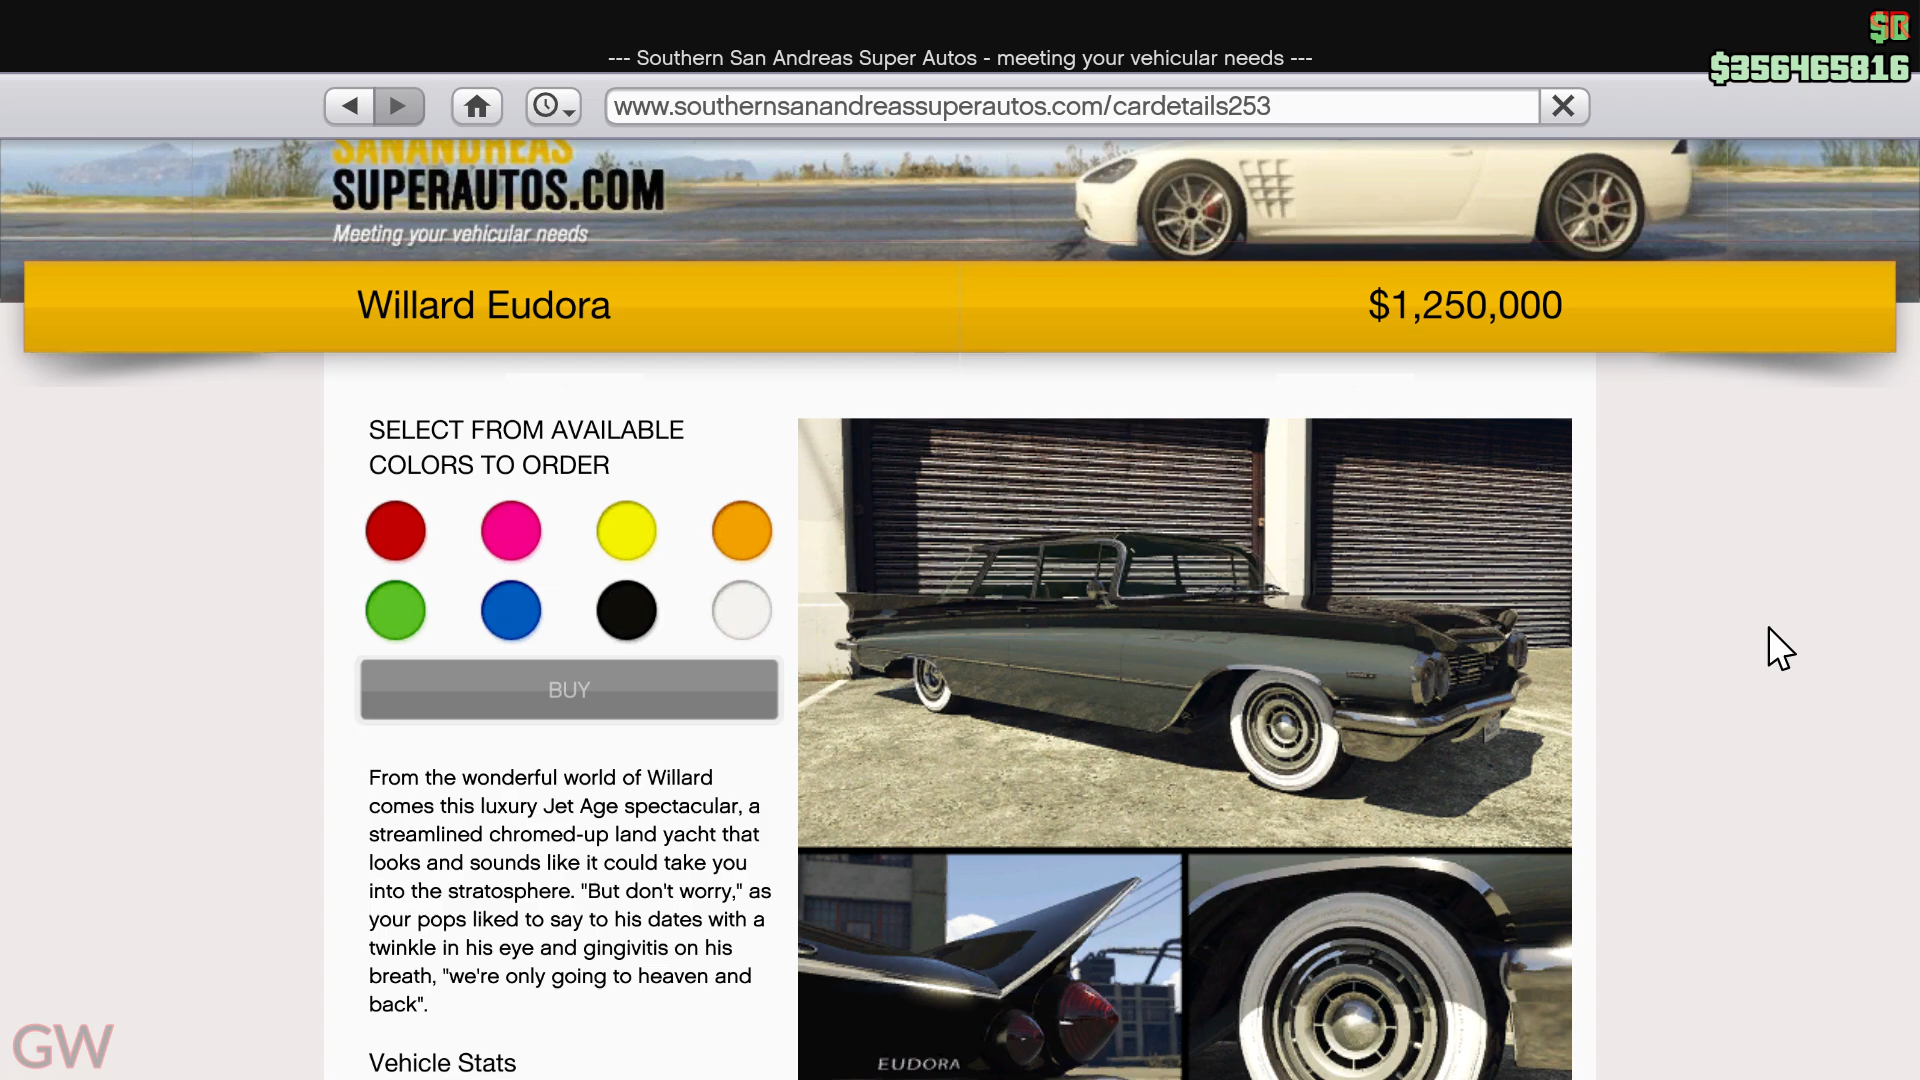 --- Southern San Andreas Super Autos - meeting your vehicular needs ---
$0
$356465816
www.southernsanandreassuperautos.com/cardetails253
SANANDREAS
SUPERAUTOS.COM
Meeting your vehicular needs
Willard Eudora
$1,250,000
SELECT FROM AVAILABLE
COLORS TO ORDER
BUY
From the wonderful world of Willard
comes this luxury Jet Age spectacular, a
streamlined chromed-up land yacht that
looks and sounds like it could take you
into the stratosphere. "But don't worry," as
your pops liked to say to his dates with a
twinkle in his eye and gingivitis on his
breath, "we're only going to heaven and
back".
Vehicle Stats
EUDORA
GW